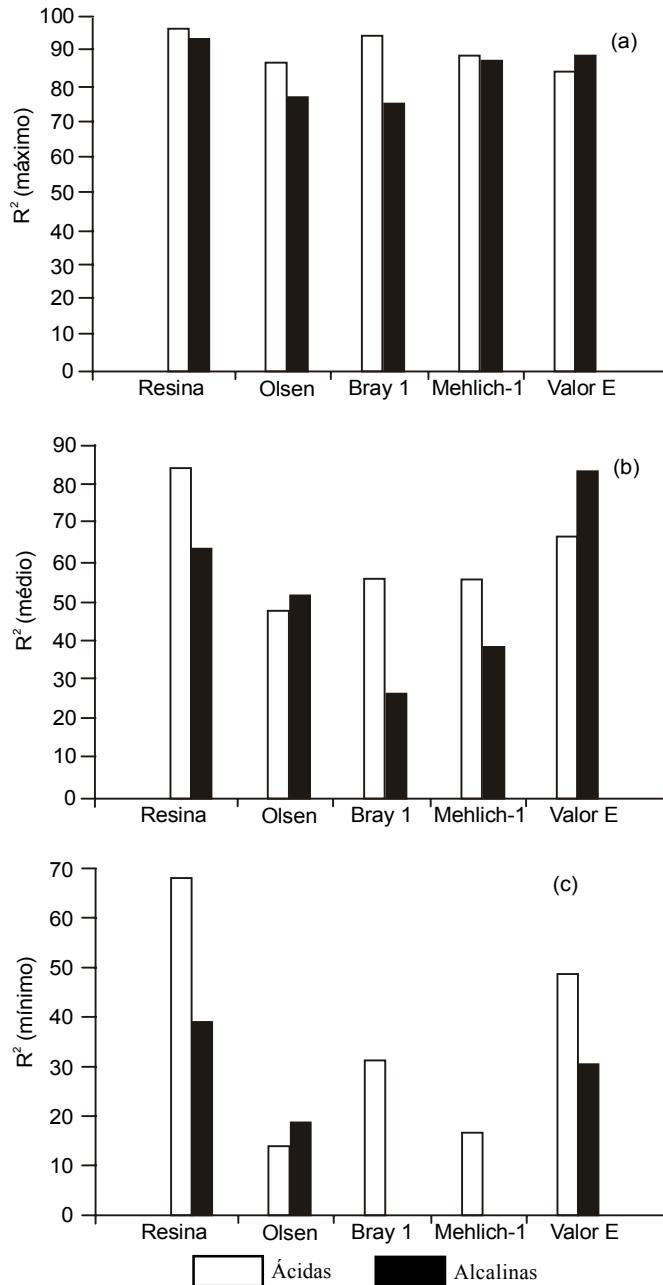 (a)
R² (máximo)
100
90
80
70
60
50
40
30
20
10
0
Resina Olsen Bray 1 Mehlich-1 Valor E
(b)
R² (médio)
90
80
70
60
50
40
30
20
10
0
Resina Olsen Bray 1 Mehlich-1 Valor E
(c)
R² (mínimo)
70
60
50
40
30
20
10
0
Resina Olsen Bray 1 Mehlich-1 Valor E
Ácidas Alcalinas